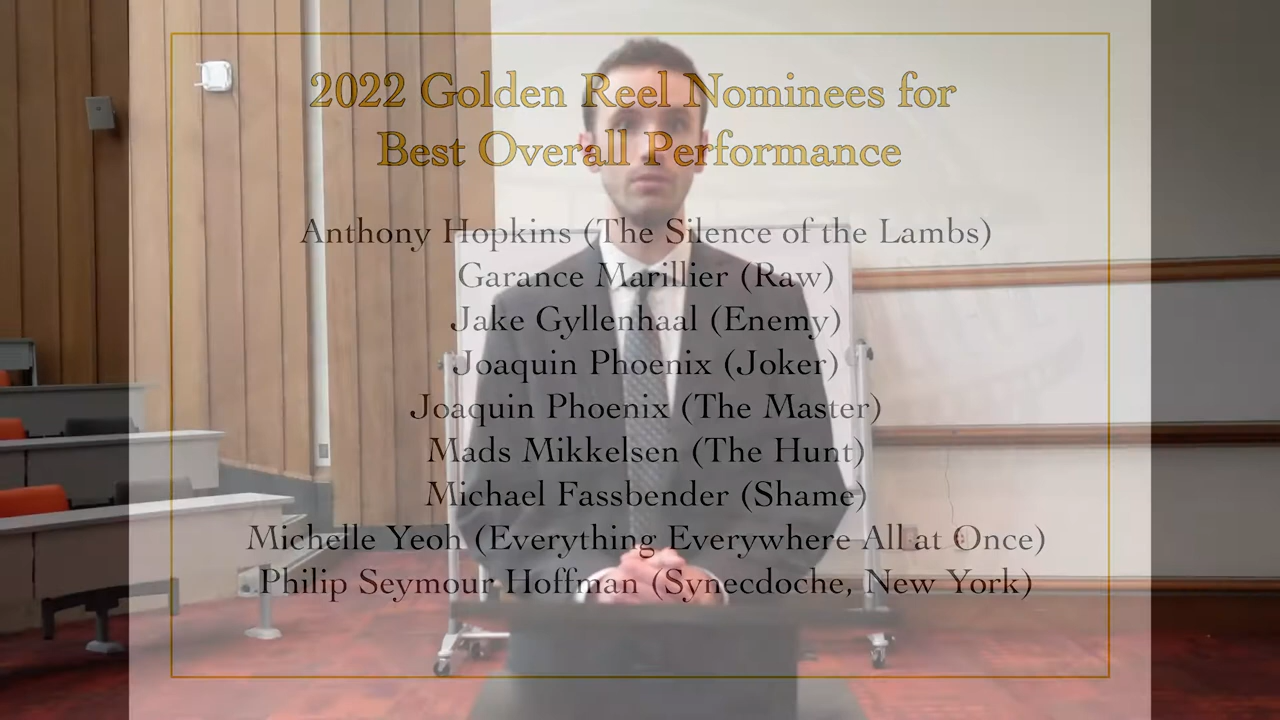 2022 Golden Reel Nominees for
Best Overall Performance
Anthony Hopkins (The Silence of the Lambs)
Garance Marillier (Raw)
Jake Gyllenhaal (Enemy)
Joaquin Phoenix (Joker)
Joaquin Phoenix (The Master)
Mads Mikkelsen (The Hunt)
Michael Fassbender (Shame)
Michelle Yeoh (Everything Everywhere All at Once)
Philip Seymour Hoffman (Synecdoche, New York)